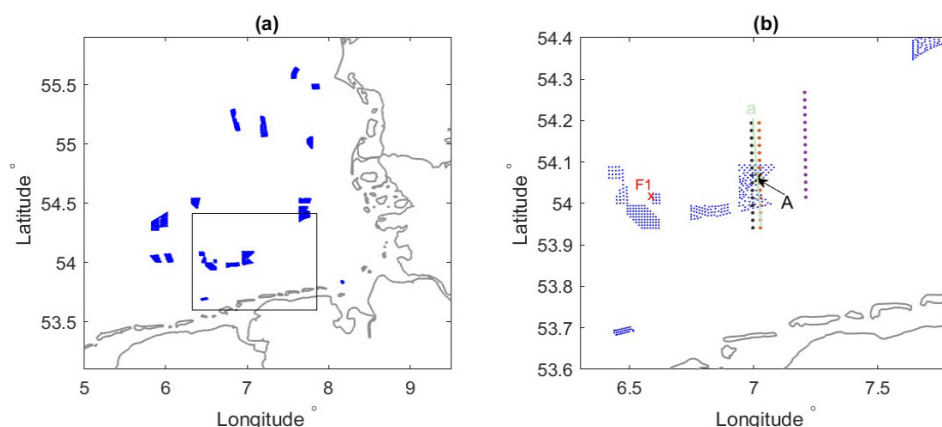 (a)
55.5
55
54.5
54
53.5
5
6
7
8
9
Latitude °
Longitude °
(b)
54.4
54.3
54.2
54.1
54
53.9
53.8
53.7
53.6
6.5
7
7.5
Latitude °
Longitude °
a
F1
x
A